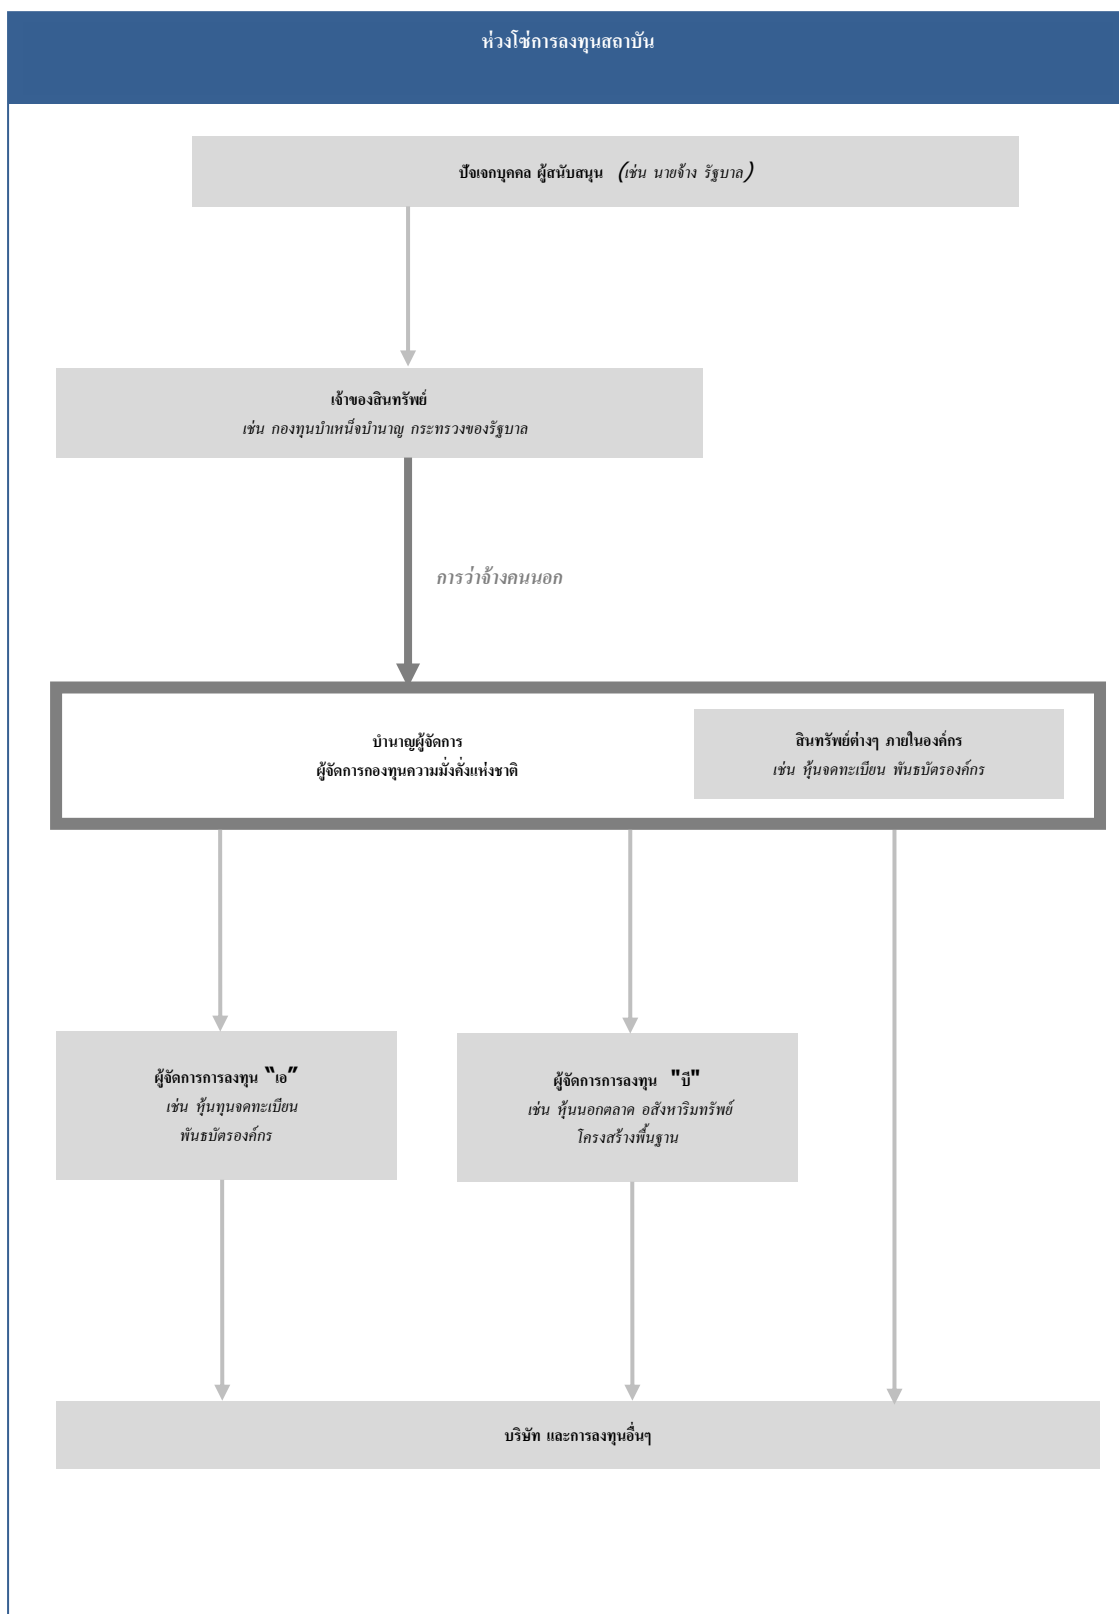 ห่วงโซ่การลงทุนสถาบัน
ปัจเจกบุคคล ผู้สนับสนุน (เช่น นายจ้าง รัฐบาล)
เจ้าของสินทรัพย์
เช่น กองทุนบำเหน็จบำนาญ กระทรวงของรัฐบาล
การว่าจ้างคนนอก
บำนาญผู้จัดการ
ผู้จัดการกองทุนความมั่งคั่งแห่งชาติ
สินทรัพย์ต่างๆ ภายในองค์กร
เช่น หุ้นจดทะเบียน พันธบัตรองค์กร
ผู้จัดการการลงทุน “เอ”
เช่น หุ้นทุนจดทะเบียน
พันธบัตรองค์กร
ผู้จัดการการลงทุน "บี"
เช่น หุ้นนอกตลาด อสังหาริมทรัพย์
โครงสร้างพื้นฐาน
บริษัท และการลงทุนอื่นๆ